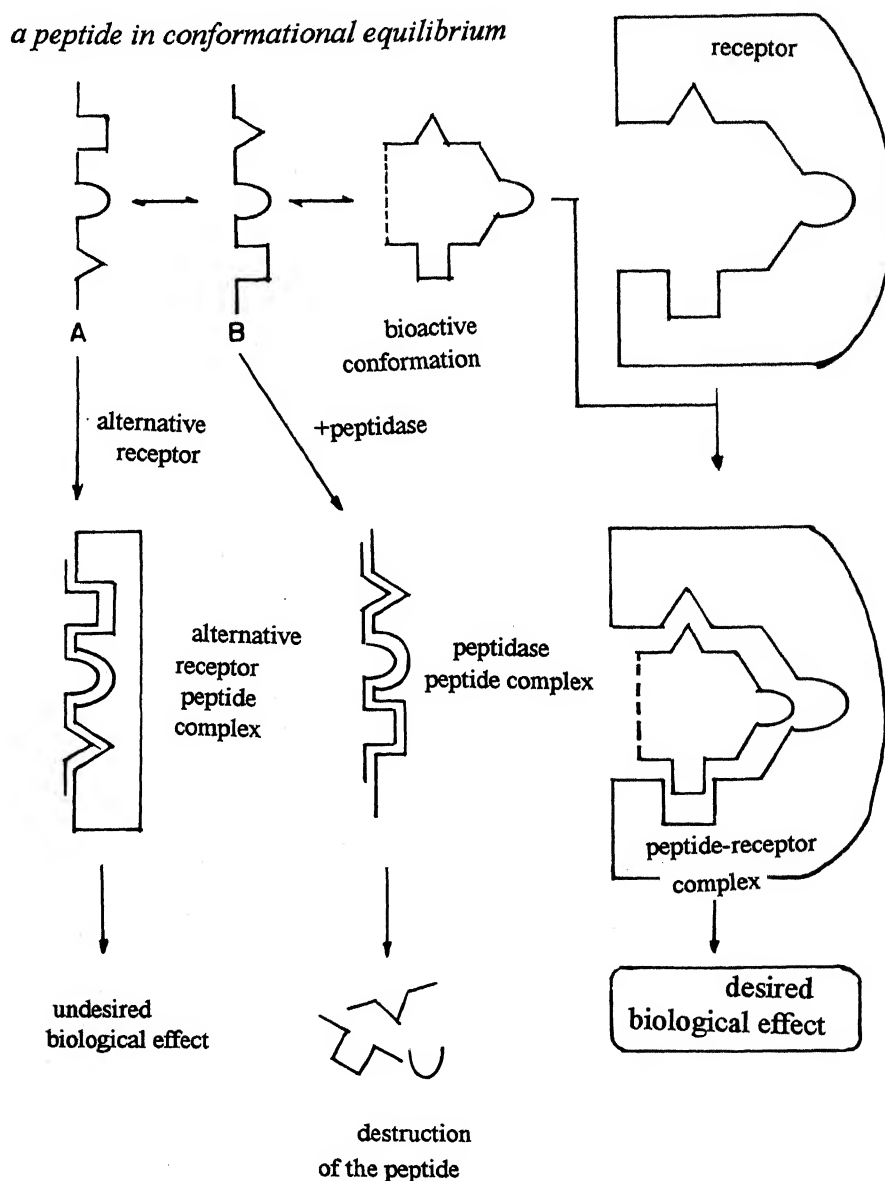 a peptide in conformational equilibrium
receptor
A
B
bioactive
conformation
alternative
receptor
+peptidase
alternative
receptor
peptide
complex
peptidase
peptide complex
peptide-receptor
complex
undesired
biological effect
desired
biological effect
destruction
of the peptide